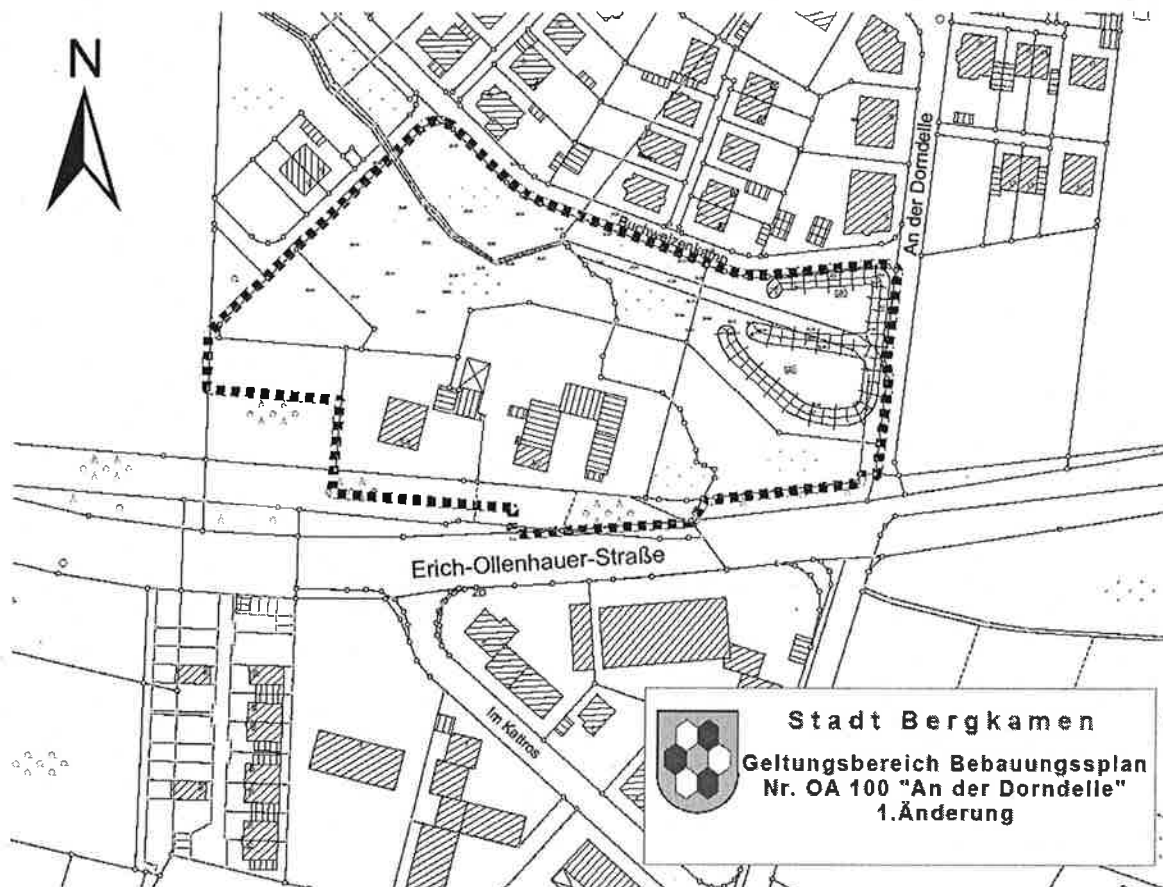 N
An der Dorndelle
Erich-Ollenhauer-Straße
Im Kattros
Stadt Bergkamen
Geltungsbereich Bebauungssplan
Nr. OA 100 "An der Dorndelle"
1.Änderung